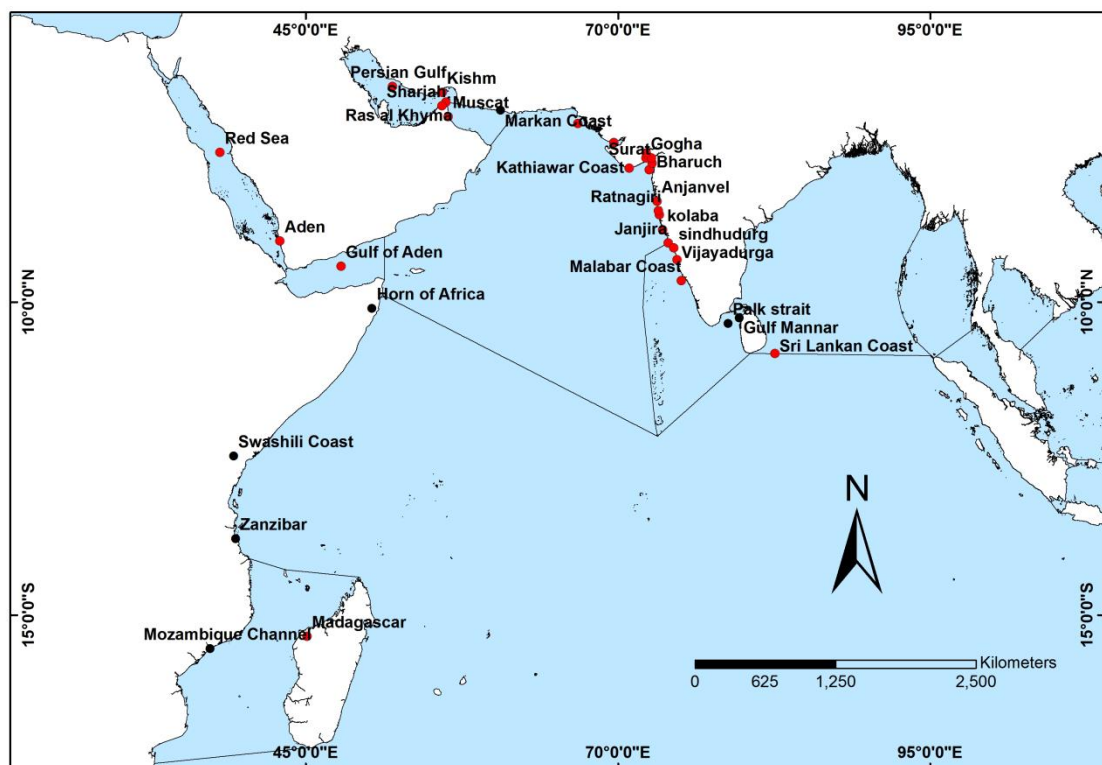 45°0'0"E
70°0'0"E
95°0'0"E
Persian Gulf
Kishm
Sharjah
Muscat
Ras al Khyma
Markan Coast
Red Sea
Surat
Gogha
Kathiawar Coast
Bharuch
Ratnagiri
Anjanvel
kolaba
Janjira
sindhudurg
Aden
Gulf of Aden
Vijayadurga
Malabar Coast
10°0'0"N
Horn of Africa
Palk strait
10°0'0"N
Gulf Mannar
Sri Lankan Coast
Swashili Coast
N
Zanzibar
15°0'0"S
Madagascar
15°0'0"S
Mozambique Channel
Kilometers
0 625 1,250 2,500
45°0'0"E
70°0'0"E
95°0'0"E